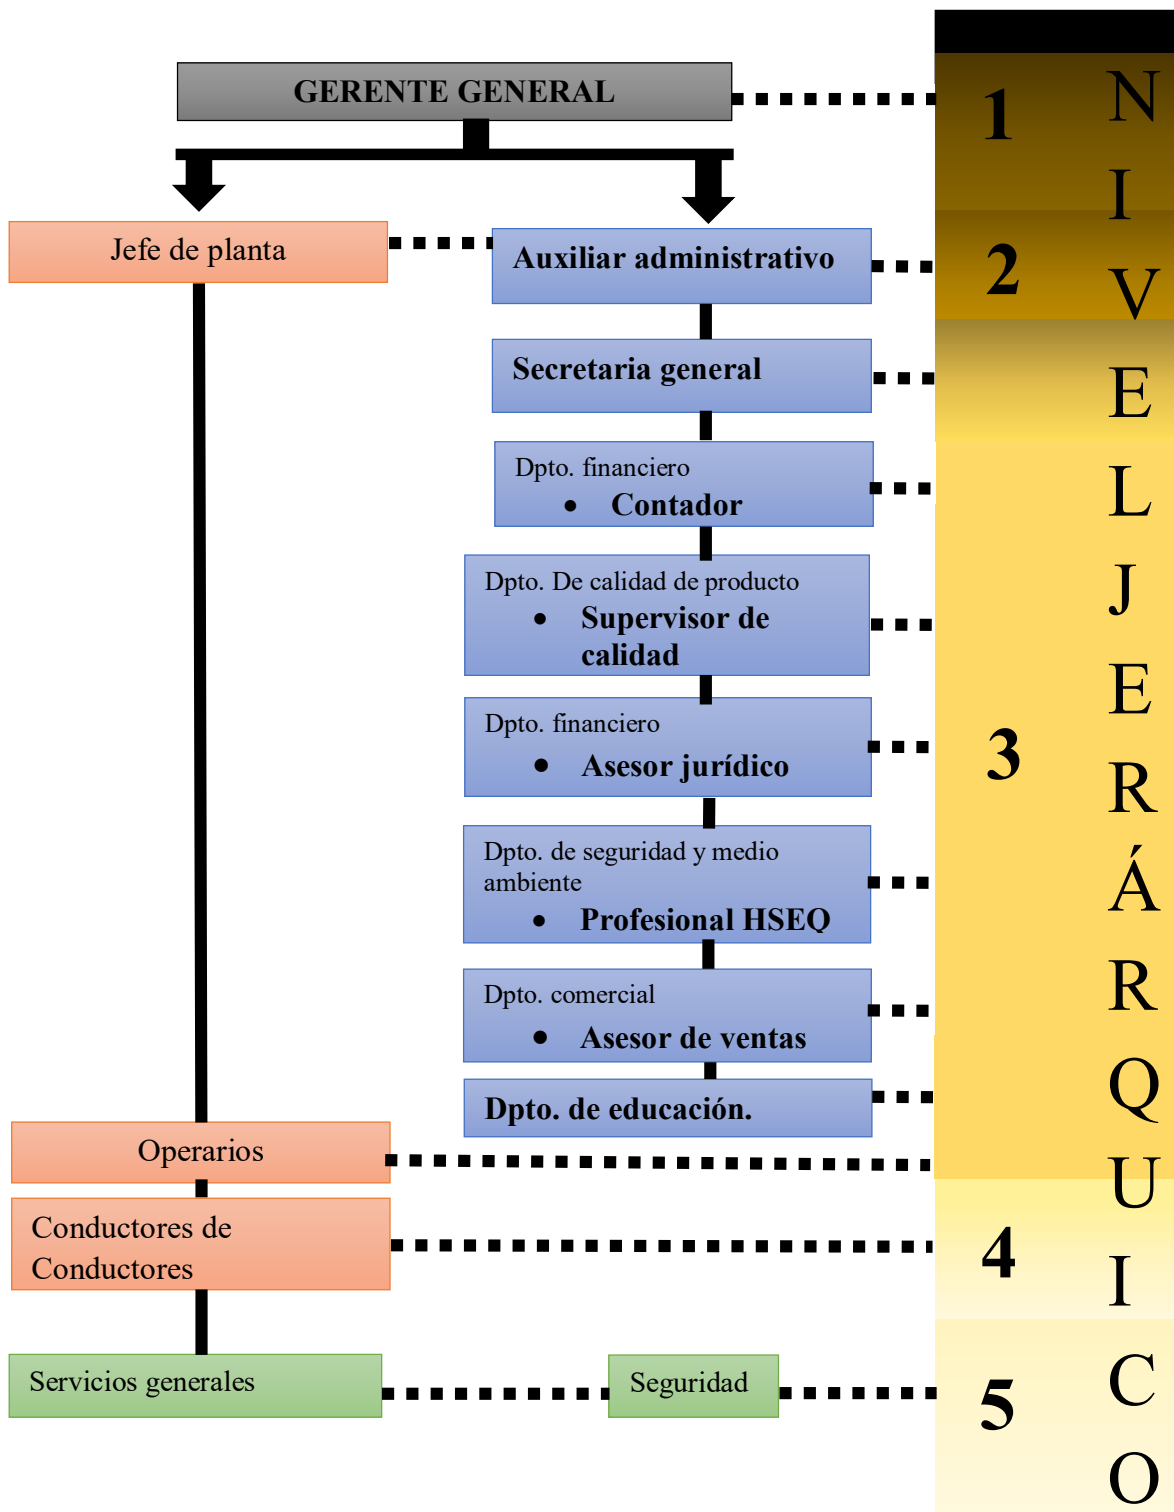 GERENTE GENERAL
1
Jefe de planta
Auxiliar administrativo
2
Secretaria general
Dpto. financiero
• Contador
Dpto. De calidad de producto
• Supervisor de
calidad
Dpto. financiero
• Asesor jurídico
3
Dpto. de seguridad y medio
ambiente
• Profesional HSEQ
Dpto. comercial
• Asesor de ventas
Dpto. de educación.
Operarios
Conductores de
Conductores
4
Servicios generales
Seguridad
5
N
I
V
E
L
J
E
R
Á
R
Q
U
I
C
O